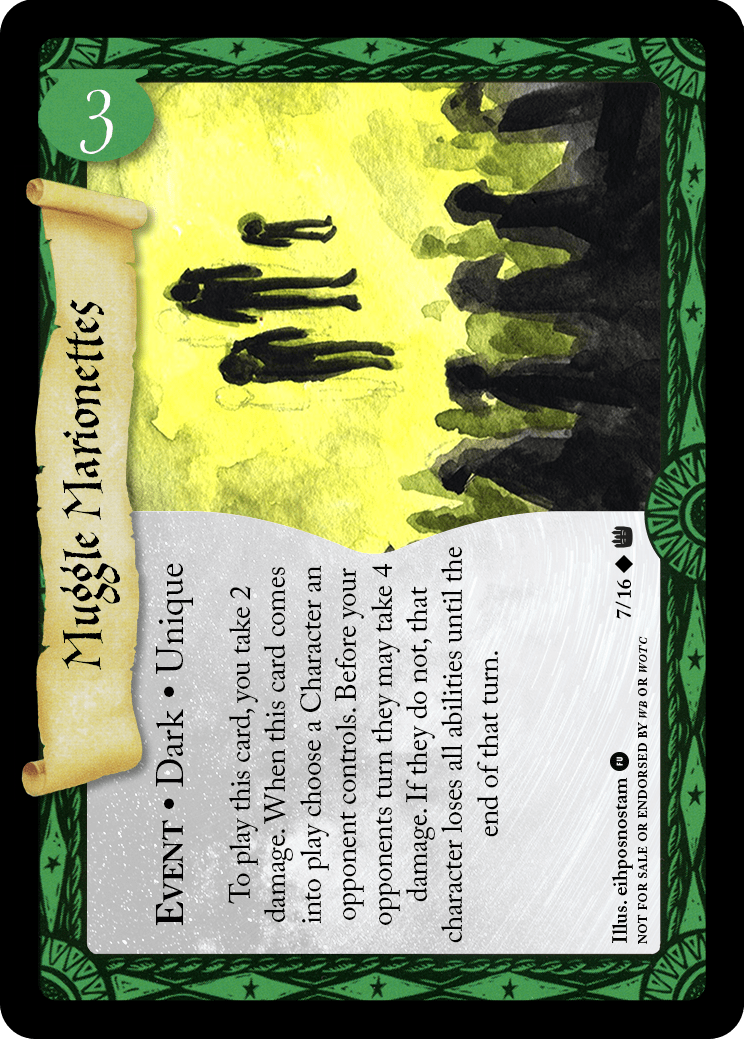 3
Muggle Marionettes
EVENT • Dark • Unique
To play this card, you take 2
damage. When this card comes
into play choose a Character an
opponent controls. Before your
opponents turn they may take 4
damage. If they do not, that
character loses all abilities until the
end of that turn.
Illus. eihposnostam FU
NOT FOR SALE OR ENDORSED BY WB OR WOTC
7/16